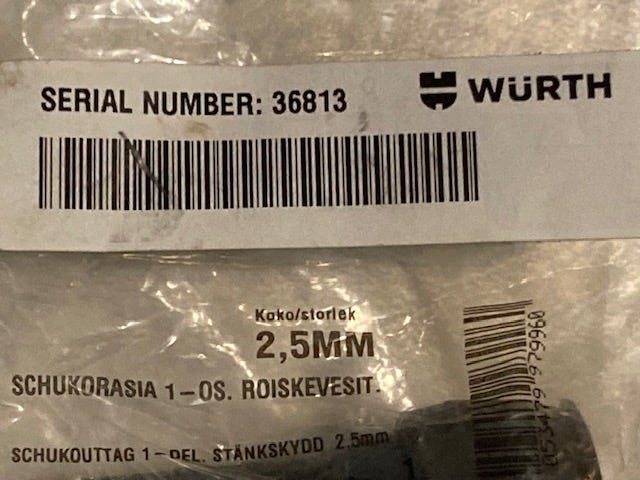 SERIAL NUMBER: 36813
WÜRTH
Koko/storlek
2,5MM
SCHUKORASIA 1-OS. ROISKEVESIT.
SCHUKOUTTAG 1-DEL. STÄNKSKYDD 2.5mm